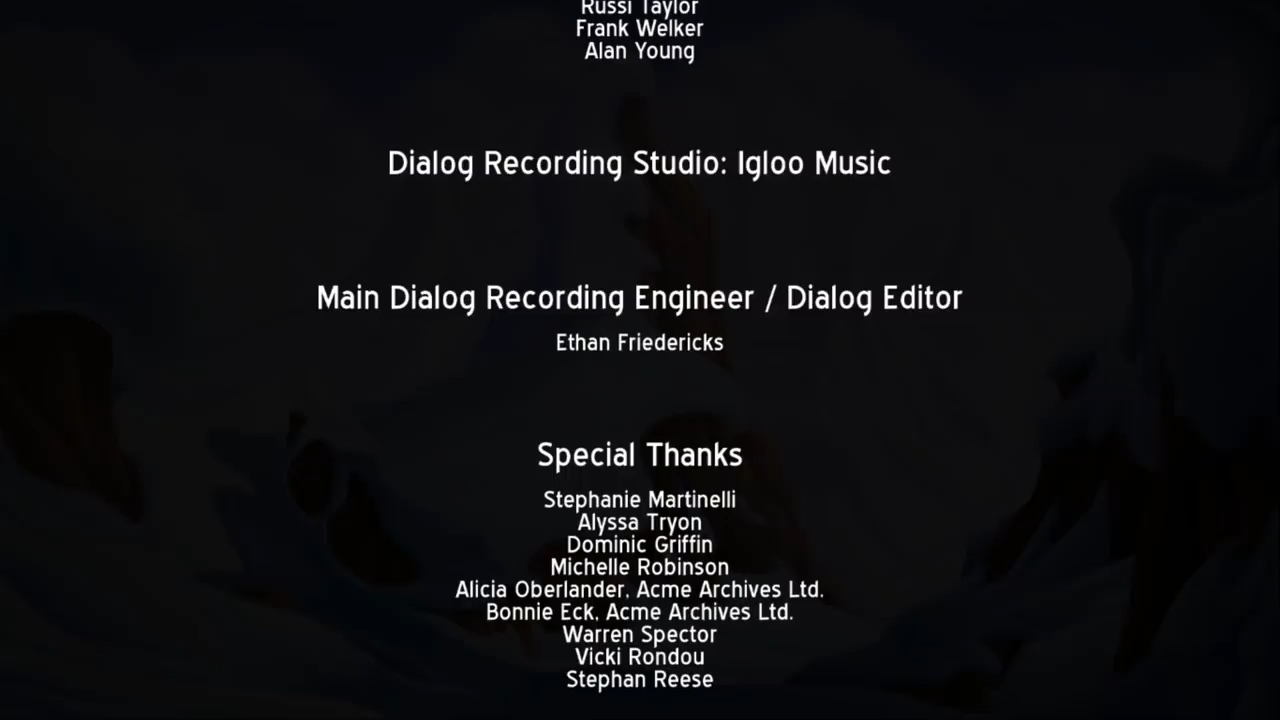 Russi Taylor
Frank Welker
Alan Young
Dialog Recording Studio: Igloo Music
Main Dialog Recording Engineer / Dialog Editor
Ethan Friedericks
Special Thanks
Stephanie Martinelli
Alyssa Tryon
Dominic Griffin
Michelle Robinson
Alicia Oberlander, Acme Archives Ltd.
Bonnie Eck, Acme Archives Ltd.
Warren Spector
Vicki Rondou
Stephan Reese